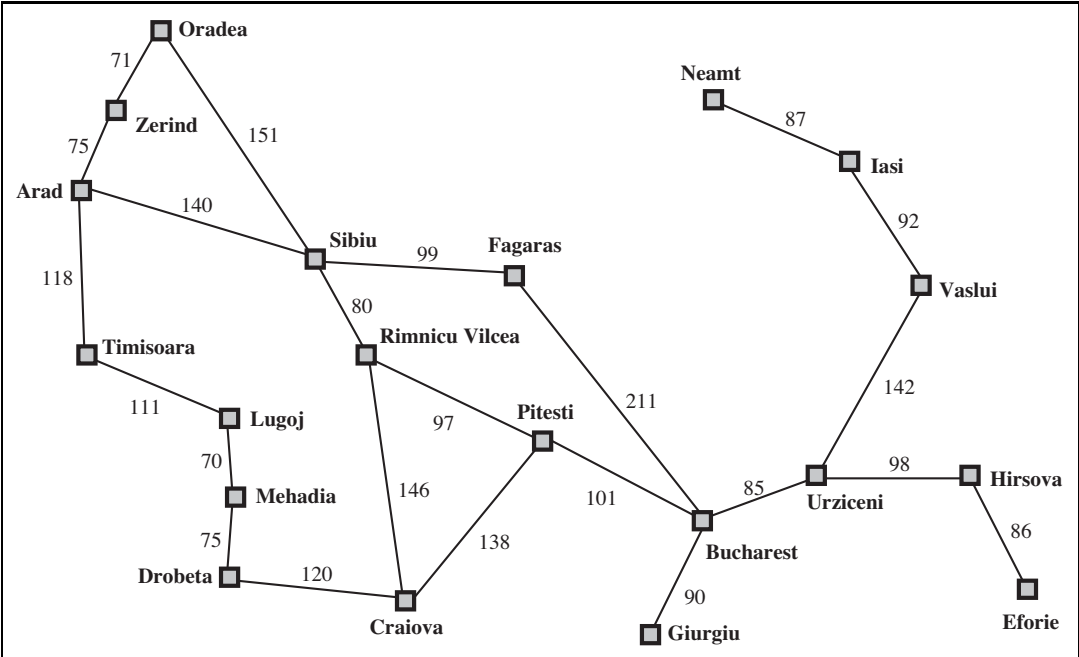 Oradea
71
Neamt
87
Zerind
151
75
Iasi
Arad
140
92
Sibiu
Fagaras
99
118
80
Vaslui
Rimnicu Vilcea
Timisoara
142
211
111
Lugoj
97
Pitesti
70
98
Hirsova
146
85
Mehadia
101
Urziceni
86
75
138
Bucharest
Drobeta
120
90
Craiova
Giurgiu
Eforie